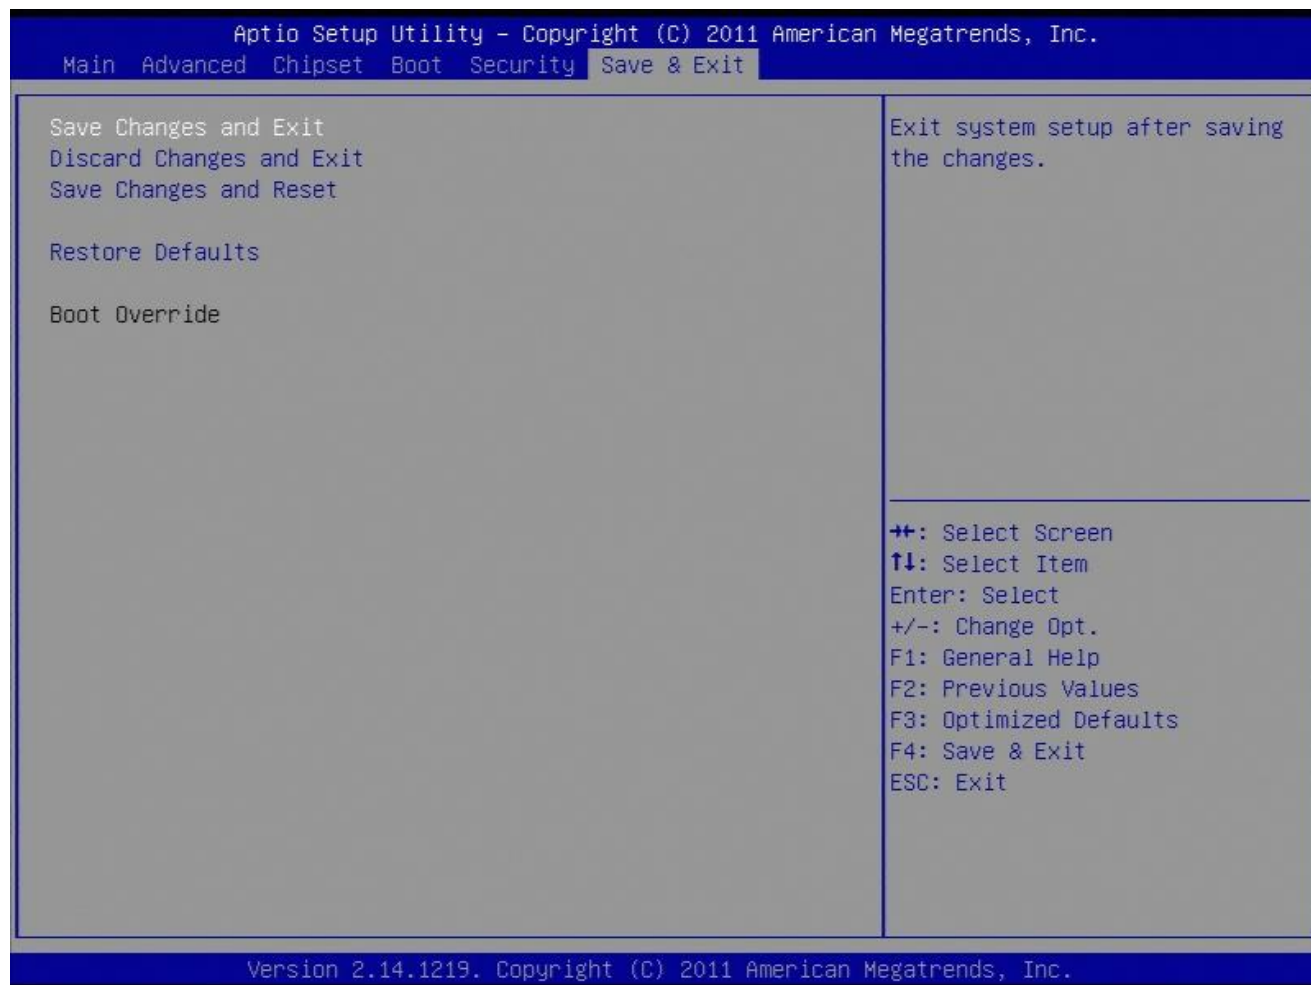 Aptio Setup Utility – Copyright (C) 2011 American Megatrends, Inc.
Main Advanced Chipset Boot Security Save & Exit
Save Changes and Exit
Discard Changes and Exit
Save Changes and Reset
Restore Defaults
Boot Override
Exit system setup after saving
the changes.
→←: Select Screen
↑↓: Select Item
Enter: Select
+/-: Change Opt.
F1: General Help
F2: Previous Values
F3: Optimized Defaults
F4: Save & Exit
ESC: Exit
Version 2.14.1219. Copyright (C) 2011 American Megatrends, Inc.